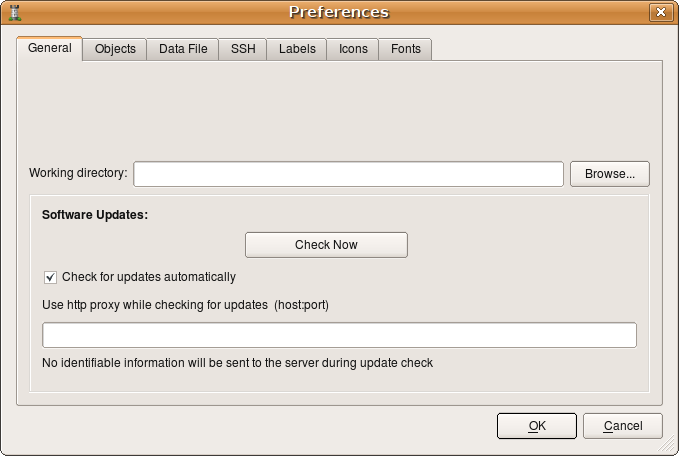 Preferences
General Objects Data File SSH Labels Icons Fonts
Working directory: Browse...
Software Updates:
Check Now
Check for updates automatically
Use http proxy while checking for updates (host:port)
No identifiable information will be sent to the server during update check
OK Cancel